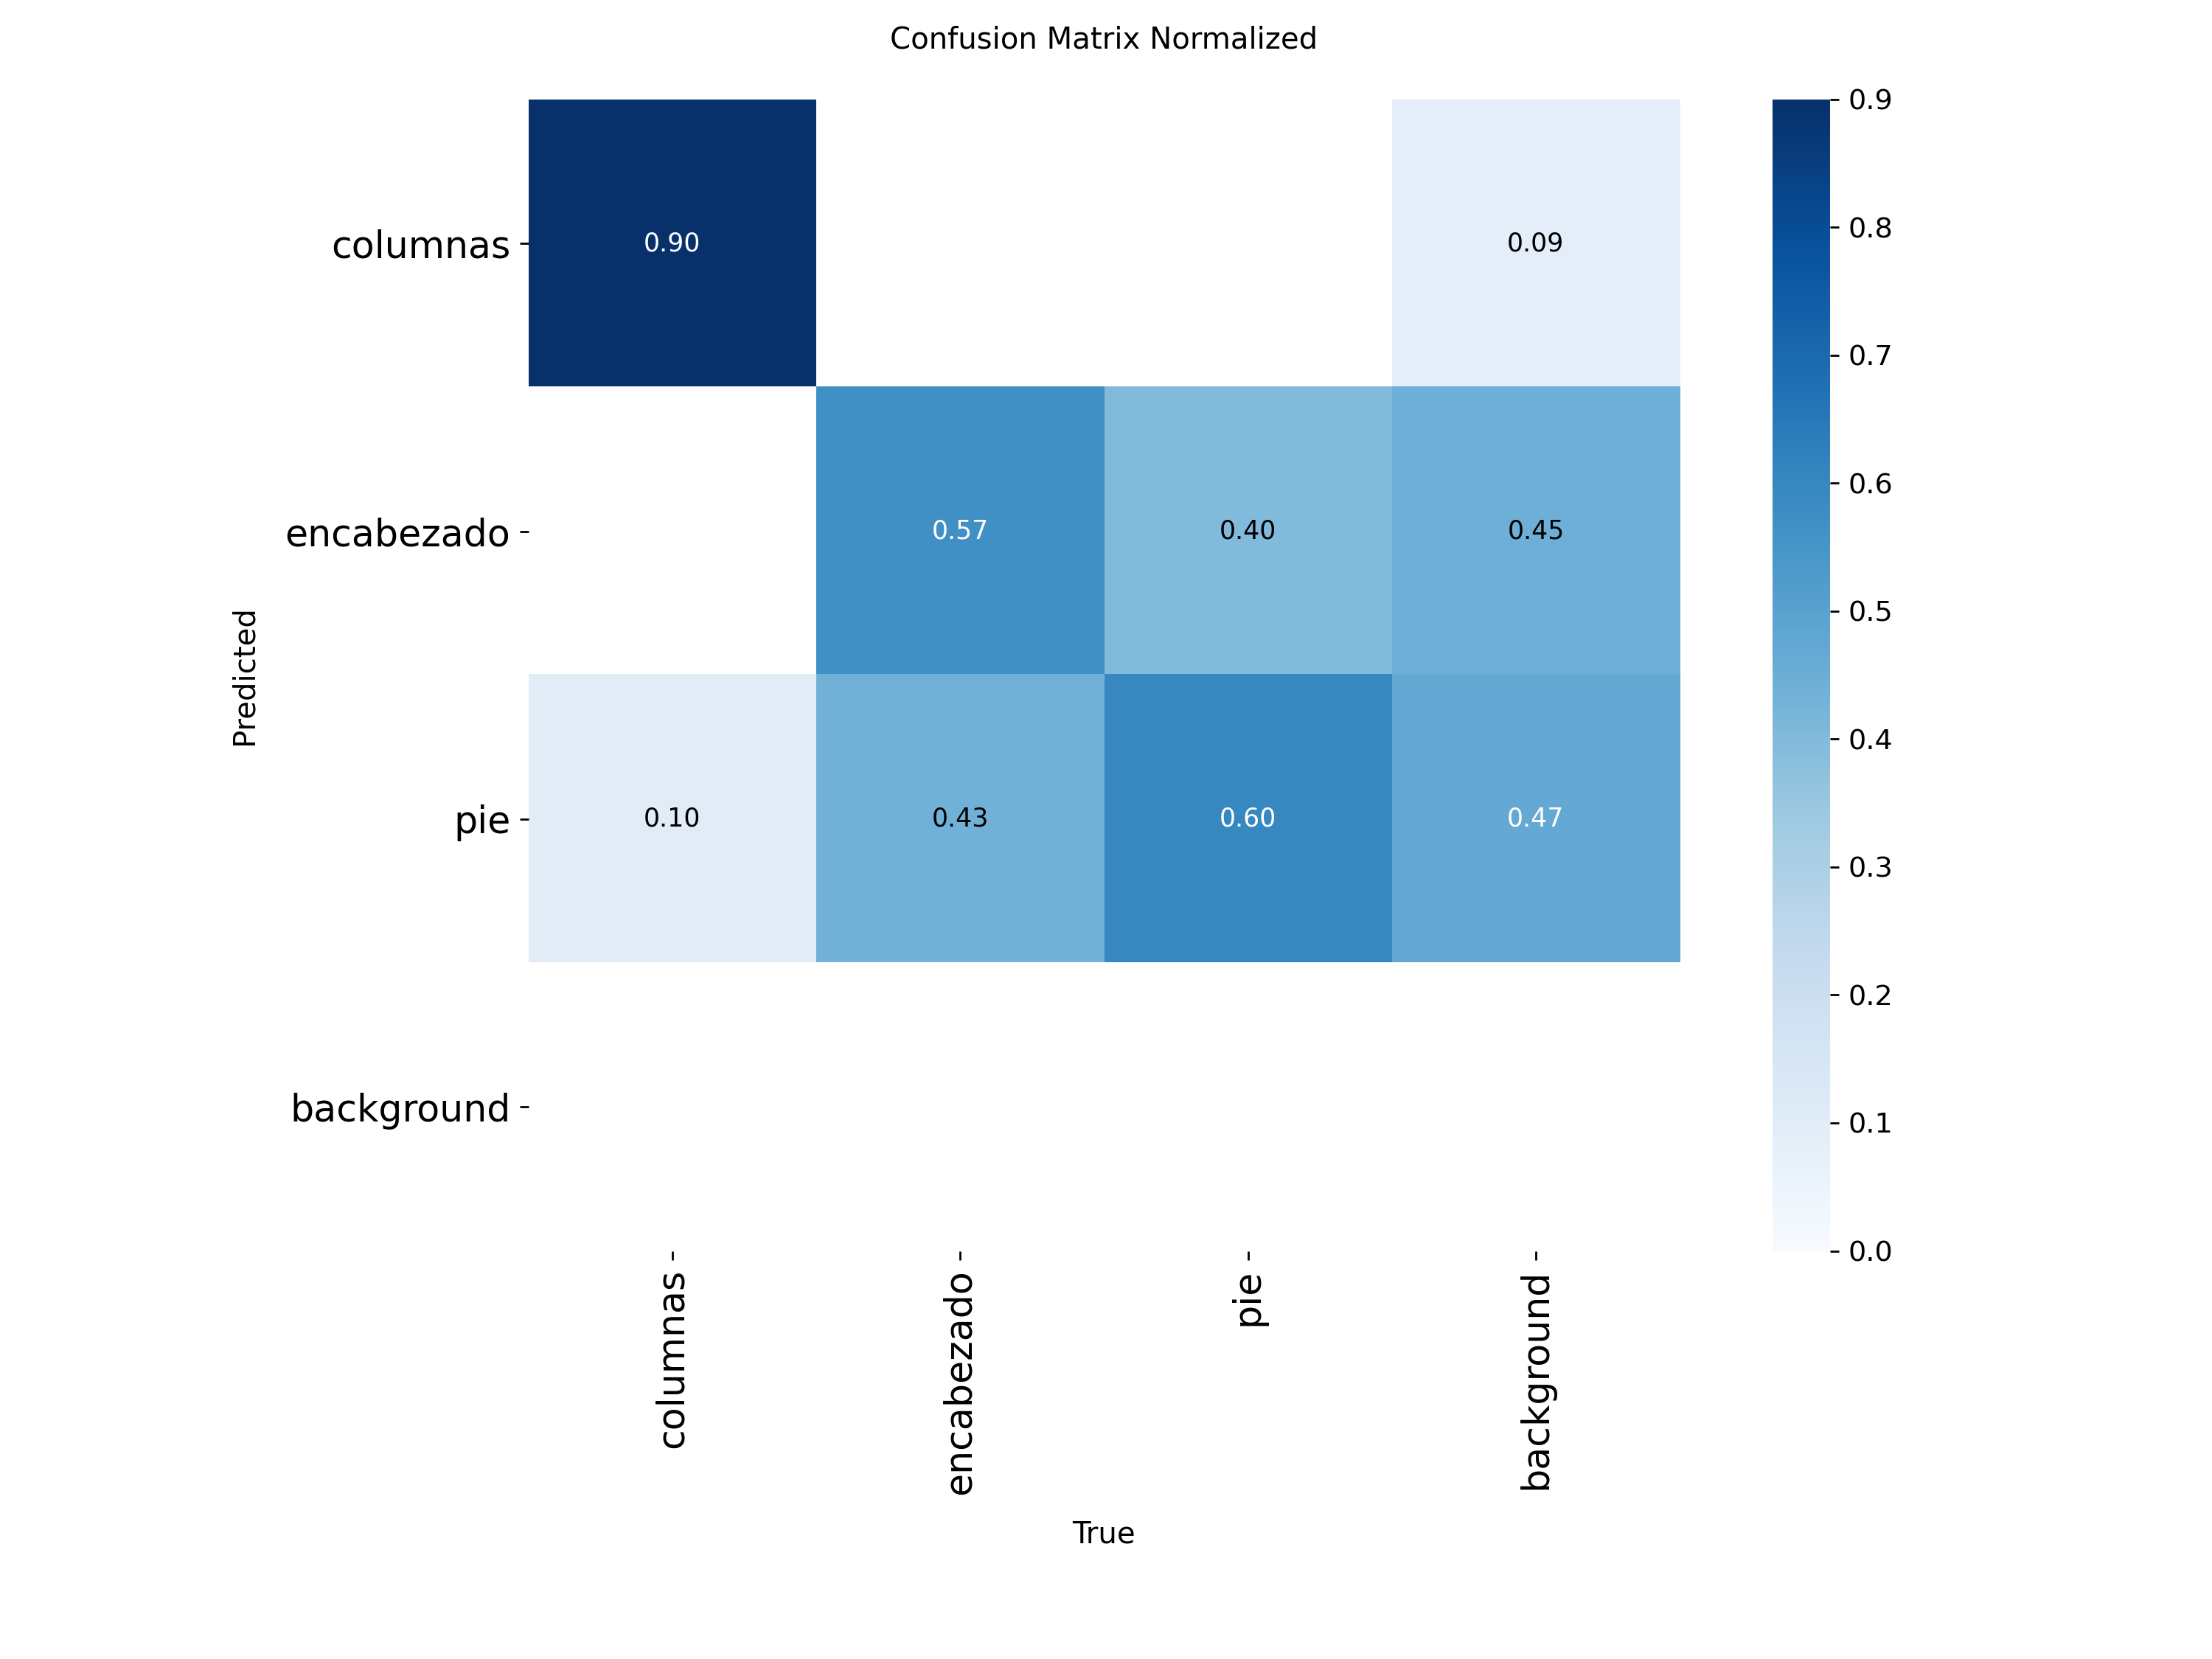 Confusion Matrix Normalized
columnas
0.90
0.09
encabezado
0.57
0.40
0.45
pie
0.10
0.43
0.60
0.47
background
columnas
encabezado
pie
background
True
Predicted
0.9
0.8
0.7
0.6
0.5
0.4
0.3
0.2
0.1
0.0